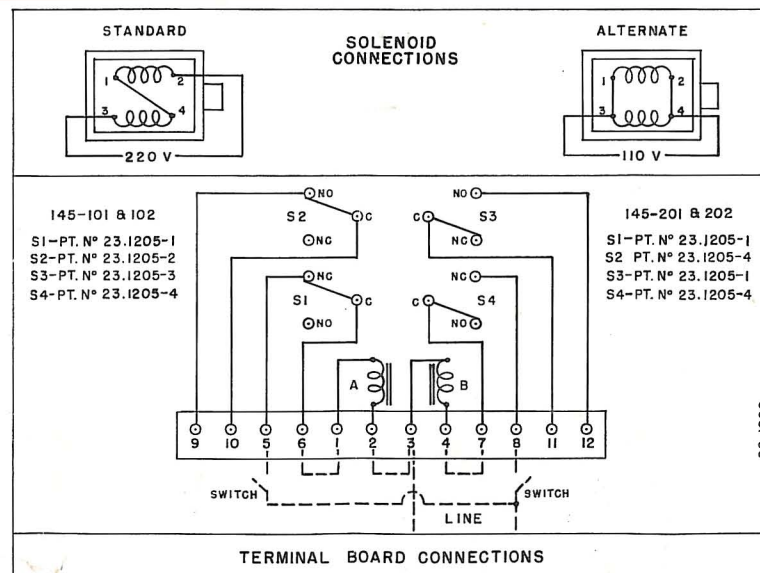 STANDARD
SOLENOID
CONNECTIONS
ALTERNATE
1
2
3
4
220 V
1
2
3
4
110 V
145-101 & 102
S1-PT. Nº 23.1205-1
S2-PT. Nº 23.1205-2
S3-PT. Nº 23.1205-3
S4-PT. Nº 23.1205-4
NO
S2
C
NC
NO
C
S3
NC
NC
S1
C
NO
NC
C
S4
NO
145-201 & 202
S1-PT. Nº 23.1205-1
S2 PT. Nº 23.1205-4
S3-PT. Nº 23.1205-1
S4-PT. Nº 23.1205-4
A
B
9 10 5 6 1 2 3 4 7 8 11 12
SWITCH
SWITCH
LINE
TERMINAL BOARD CONNECTIONS